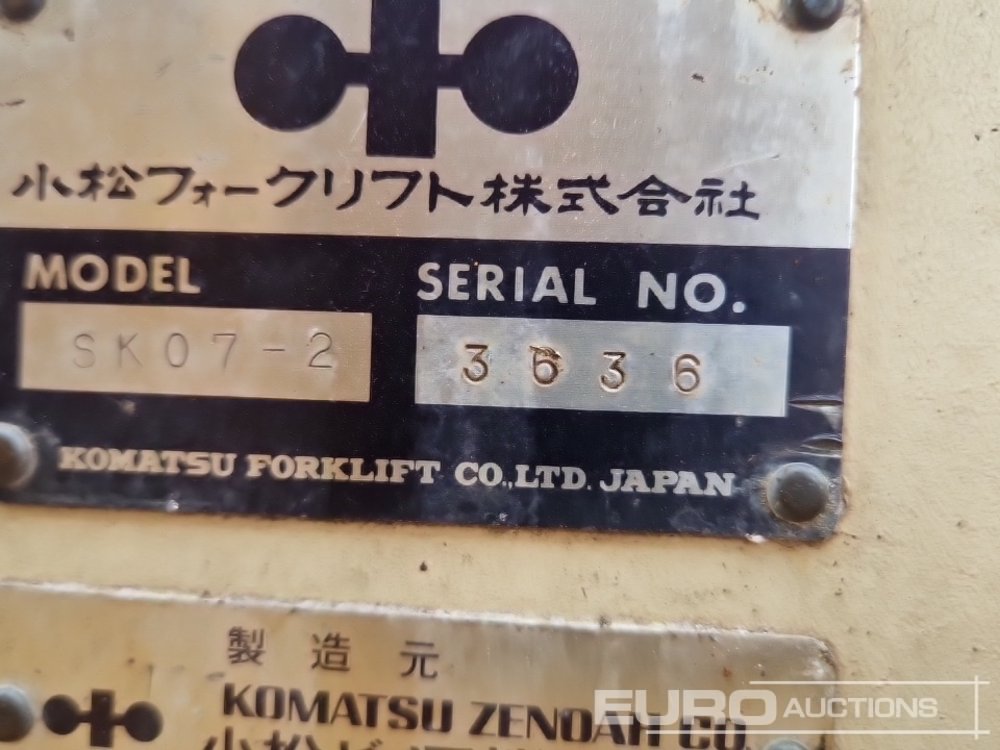 小松フォークリフト株式会社
MODEL SERIAL NO.
SK07-2 3636
KOMATSU FORKLIFT CO.,LTD. JAPAN
製造元
KOMATSU ZENOAH CO.
EURO AUCTIONS